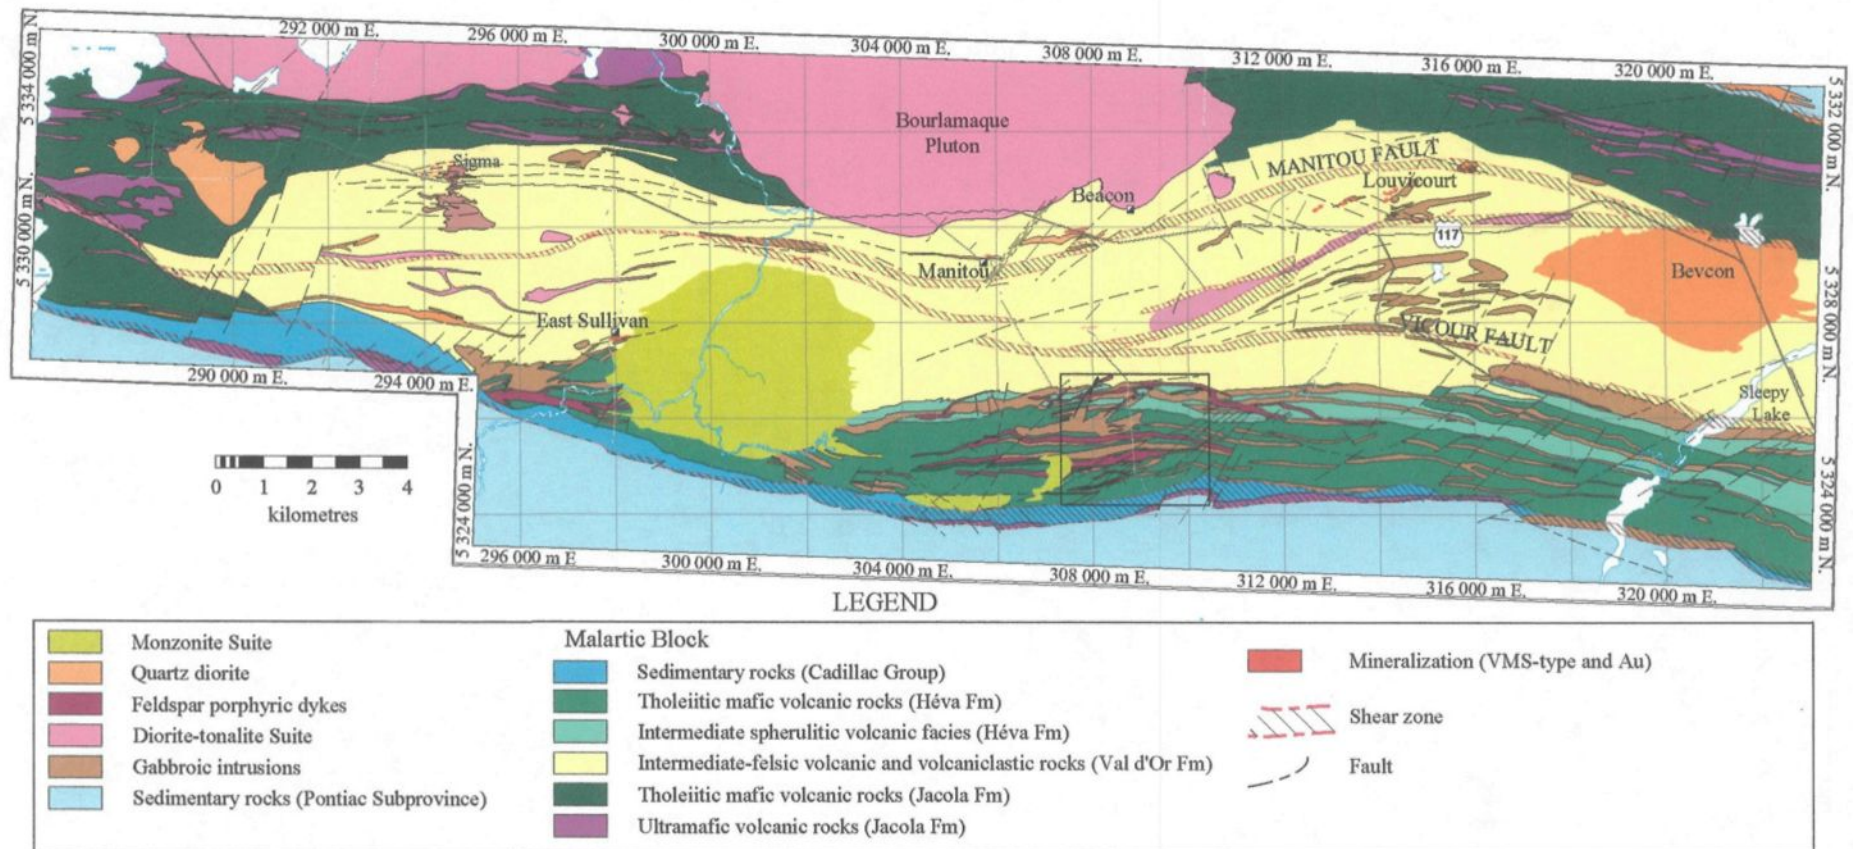 292 000 m E.
296 000 m E.
300 000 m E.
304 000 m E.
308 000 m E.
312 000 m E.
316 000 m E.
320 000 m E.
5 334 000 m N.
5 332 000 m N.
Bourlamaque
Pluton
Sigma
MANITOU FAULT
Louvicourt
Beacon
117
5 330 000 m N.
Manitou
Bevcon
5 328 000 m N.
East Sullivan
VICOUR FAULT
290 000 m E.
294 000 m E.
Sleepy
Lake
0 1 2 3 4
kilometres
5 324 000 m N.
5 324 000 m N.
296 000 m E
300 000 m E.
304 000 m E.
308 000 m E.
312 000 m E.
316 000 m E.
320 000 m E.
LEGEND
Monzonite Suite
Quartz diorite
Feldspar porphyric dykes
Diorite-tonalite Suite
Gabbroic intrusions
Sedimentary rocks (Pontiac Subprovince)
Malartic Block
Sedimentary rocks (Cadillac Group)
Tholeiitic mafic volcanic rocks (Héva Fm)
Intermediate spherulitic volcanic facies (Héva Fm)
Intermediate-felsic volcanic and volcaniclastic rocks (Val d'Or Fm)
Tholeiitic mafic volcanic rocks (Jacola Fm)
Ultramafic volcanic rocks (Jacola Fm)
Mineralization (VMS-type and Au)
Shear zone
Fault